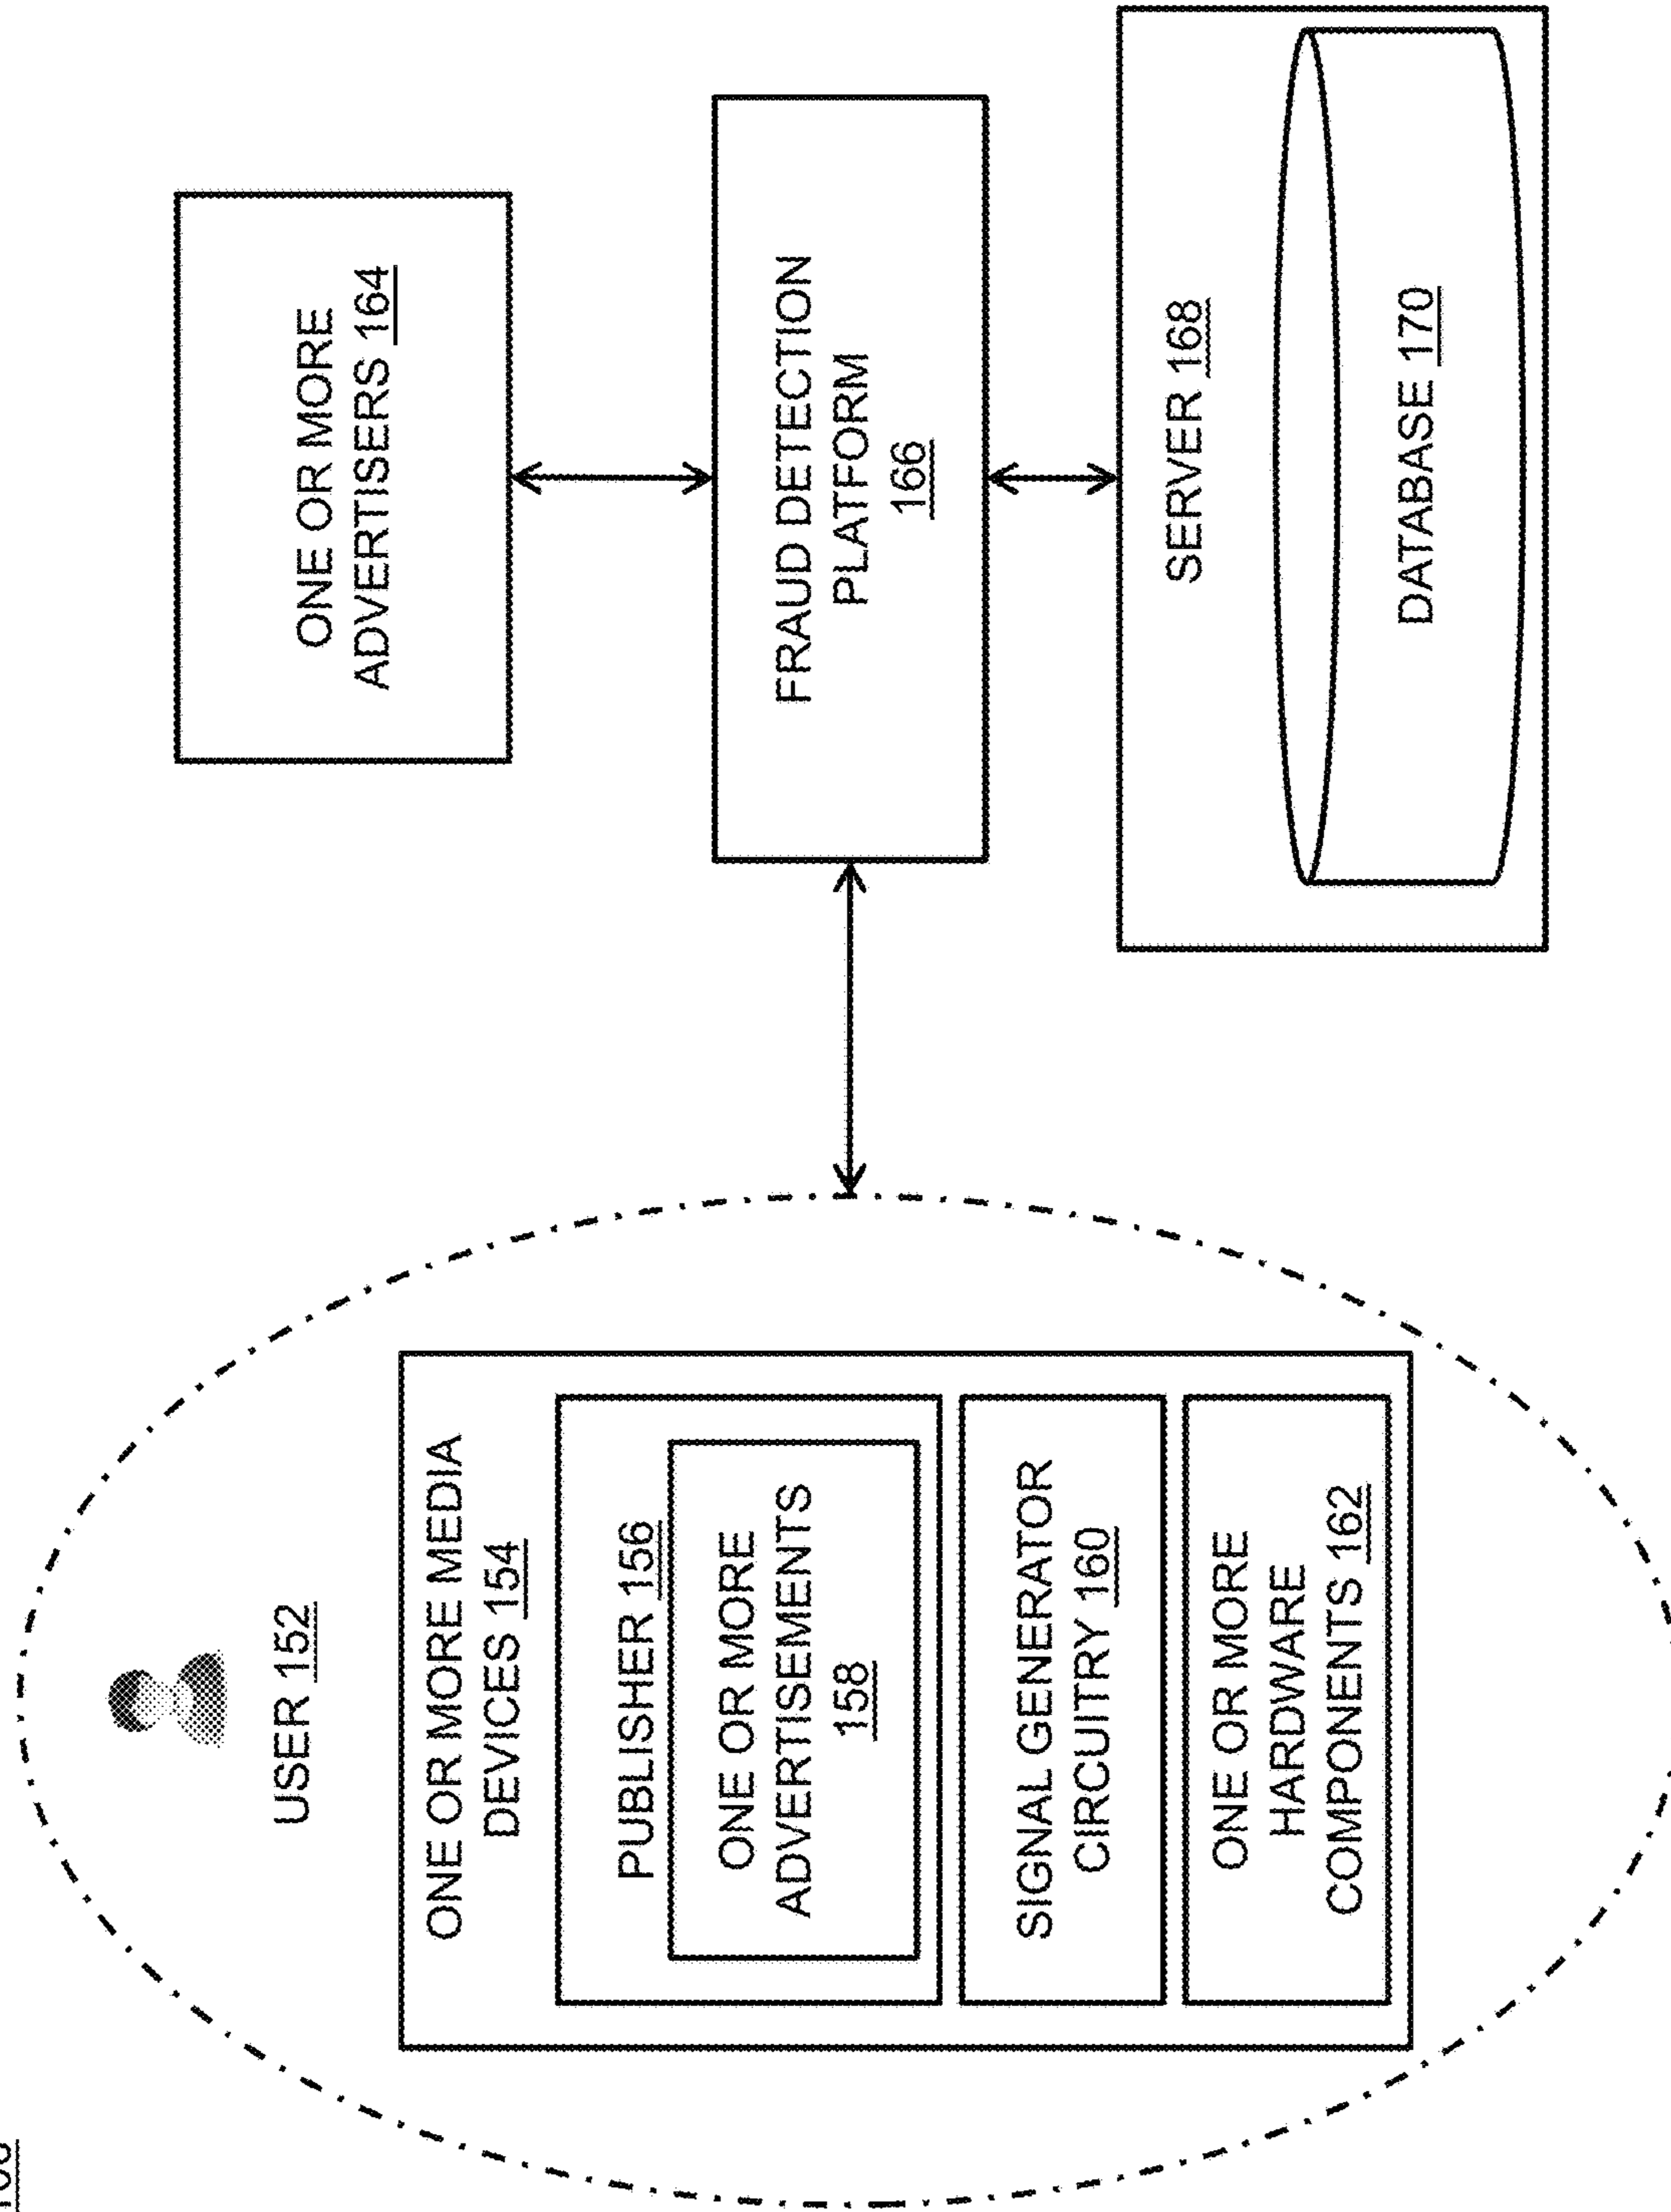 USER 152
ONE OR MORE MEDIA
DEVICES 154
PUBLISHER 156
ONE OR MORE
ADVERTISEMENTS
158
SIGNAL GENERATOR
CIRCUITRY 160
ONE OR MORE
HARDWARE
COMPONENTS 162
ONE OR MORE
ADVERTISERS 164
FRAUD DETECTION
PLATFORM
166
SERVER 168
DATABASE 170